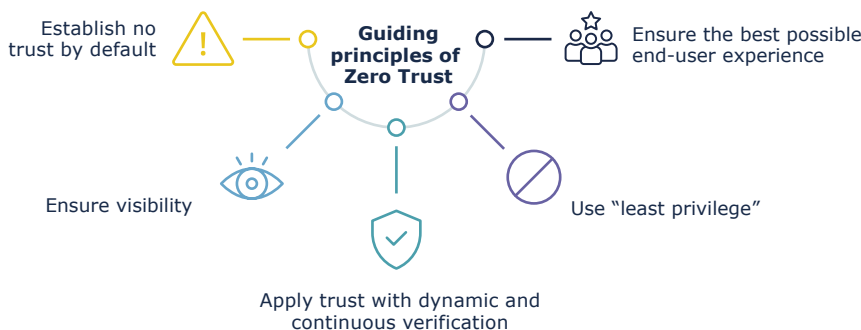 Guiding
principles of
Zero Trust
Establish no
trust by default
Ensure visibility
Apply trust with dynamic and
continuous verification
Use “least privilege”
Ensure the best possible
end-user experience